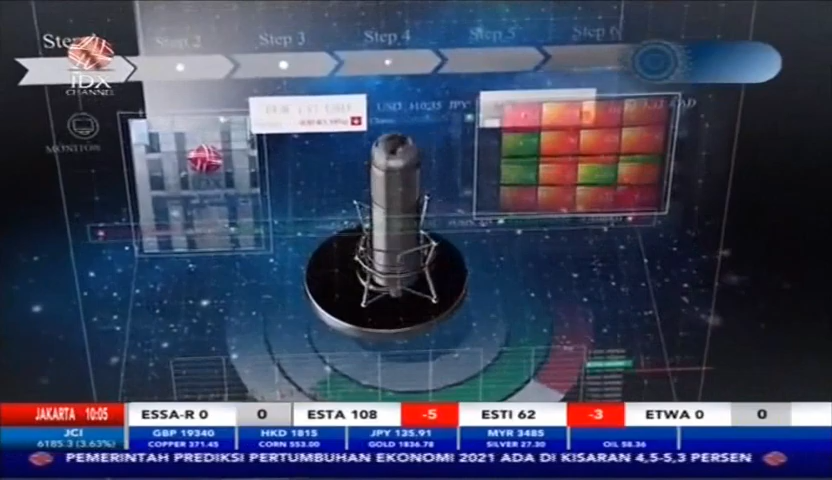 Step 2
Step 3
Step 4
Step 5
Step 6
IDX
CHANNEL
MONITOR
USD
JPY
JAKARTA 10:05
ESSA-R 0
0
ESTA 108
-5
ESTI 62
-3
ETWA 0
0
JCI
6185.3 (3.63%)
GBP 19340
HKD 1815
JPY 135.91
MYR 3485
COPPER 371.45
CORN 553.00
GOLD 1836.78
SILVER 27.30
OIL 58.36
PEMERINTAH PREDIKSI PERTUMBUHAN EKONOMI 2021 ADA DI KISARAN 4,5-5,3 PERSEN